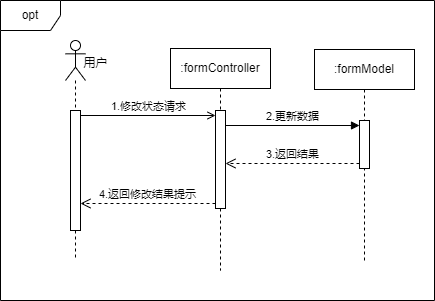 opt
用户
:formController
:formModel
1.修改状态请求
2.更新数据
3.返回结果
4.返回修改结果提示